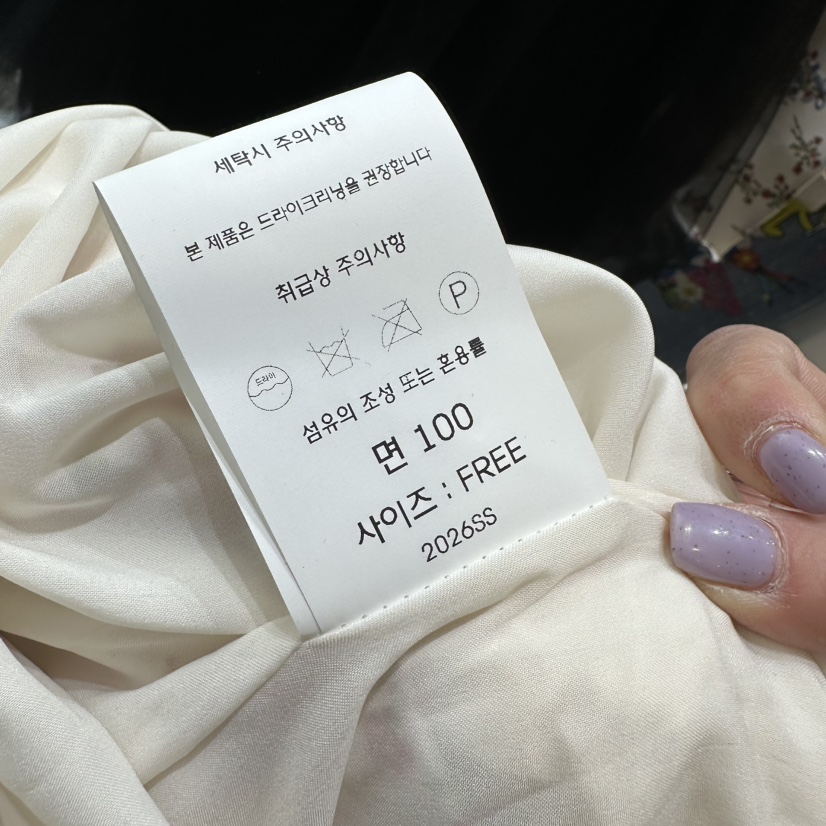 세탁시 주의사항
본 제품은 드라이크리닝을 권장합니다
취급상 주의사항
드라이
P
섬유의 조성 또는 혼용률
면 100
사이즈 : FREE
2026SS